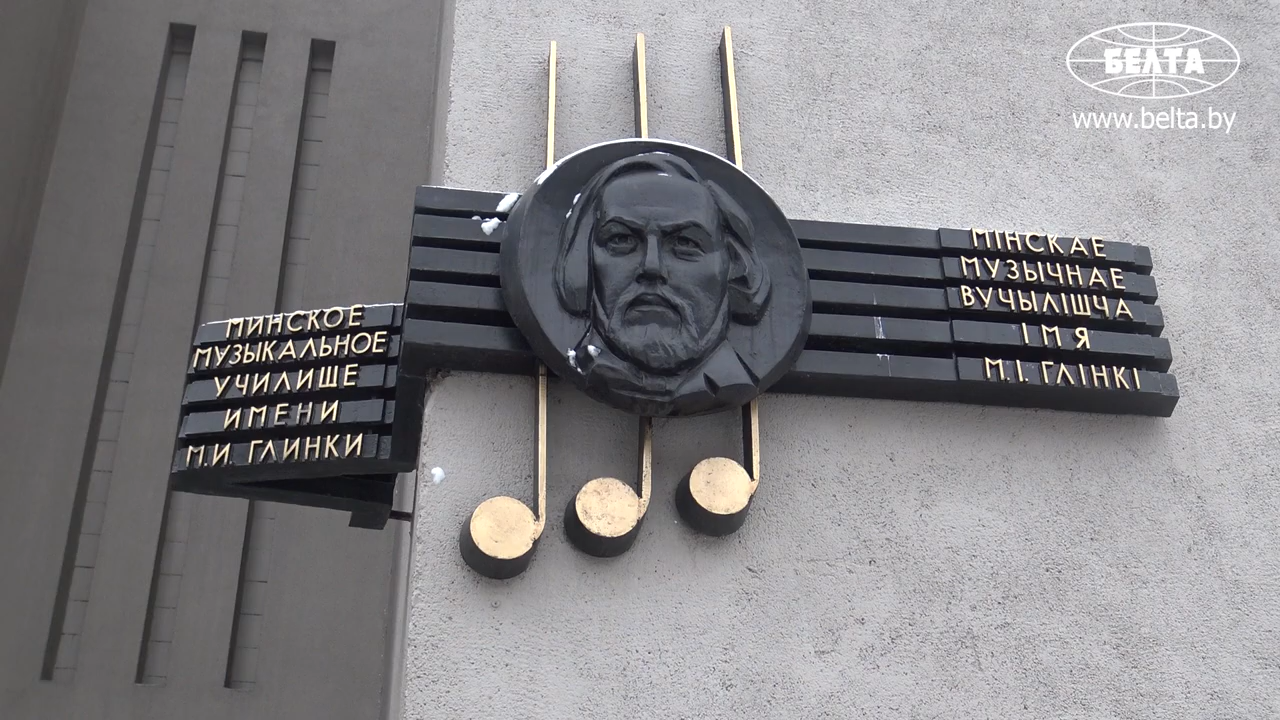 БЕЛТА
www.belta.by
МИНСКОЕ
МУЗЫКАЛЬНОЕ
УЧИЛИЩЕ
ИМЕНИ
М.И. ГЛИНКИ
МІНСКАЕ
МУЗЫЧНАЕ
ВУЧЫЛІШЧА
ІМЯ
М.І. ГЛІНКІ